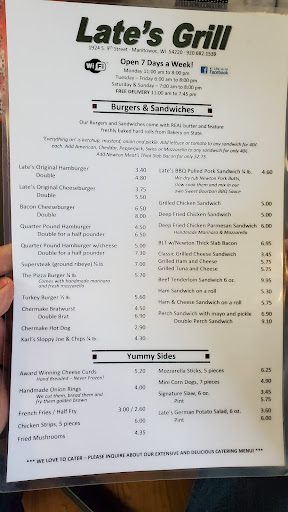 Late's Grill
1924 S. 9th Street - Manitowoc, WI 54220 - 920.682.1539
WiFi
Open 7 Days a Week!
Monday 11:00 am to 8:00 pm
Tuesday – Friday 6:00 am to 8:00 pm
Saturday & Sunday – 7:00 am to 8:00 pm
FREE DELIVERY 11:00 am to 7:45 pm
Facebook
Burgers & Sandwiches
Our Burgers and Sandwiches come with REAL butter and feature
freshly baked hard rolls from Bakery on State.
'Everything on' is ketchup, mustard, onion and pickle. Add lettuce or tomato to any sandwich for 40¢
each. Add American, Cheddar, Pepperjack, Swiss or Mozzarella to any sandwich for only 40¢.
Add Newton Meat's Thick Slab Bacon for only
Late's Original Hamburger 3.40
Double 4.80
Late's Original Cheeseburger 3.75
Double 5.50
Bacon Cheeseburger 5.50
Double 6.50
Quarter Pound Hamburger 4.50
Double for a half pounder 6.50
Quarter Pound Hamburger w/cheese 5.00
Double for a half pounder 7.50
Supersteak (ground ribeye) ¼ lb 7.00
The Pizza Burger ¼ lb 5.70
Comes with handmade marinara
and fresh mozzarella
Turkey Burger ¼ lb 5.60
Chermake Bratwurst 4.50
Double Brat 6.90
Chermake Hot Dog 2.90
Karl's Sloppy Joe & Chips ¼ lb 4.30
Late's BBQ Pulled Pork Sandwich ¼ lb. 4.60
We dry rub Newton Pork Butts,
slow cook them and mix in our
own Sweet Bourbon BBQ Sauce
Grilled Chicken Sandwich 5.00
Deep Fried Chicken Sandwich 5.00
Deep Fried Chicken Parmesan Sandwich 6.00
Handmade Marinara & Mozzarella
BLT w/Newton Thick Slab Bacon 6.95
Classic Grilled Cheese Sandwich 3.45
Grilled Ham and Cheese 5.75
Grilled Tuna and Cheese 5.75
Beef Tenderloin Sandwich 6 oz. 9.95
Ham Sandwich on a roll 5.30
Ham & Cheese Sandwich on a roll 5.75
Perch Sandwich with mayo and pickle 6.90
Double Perch Sandwich 9.10
Yummy Sides
Award Winning Cheese Curds 5.20
Hand Breaded – Never Frozen!
Handmade Onion Rings 4.00
We cut them, bread them and
fry them golden brown
French Fries / Half Fry 3.00 / 2.60
Chicken Strips, 5 pieces 6.00
Fried Mushrooms 4.35
Mozzarella Sticks, 5 pieces 6.25
Mini Corn Dogs, 7 pieces 4.90
Signature Slaw, 6 oz. 3.45
Pint 5.75
Late's German Potato Salad, 6 oz. 3.60
Pint 6.00
*** WE LOVE TO CATER – PLEASE INQUIRE ABOUT OUR EXTENSIVE AND DELICIOUS CATERING MENU! ***